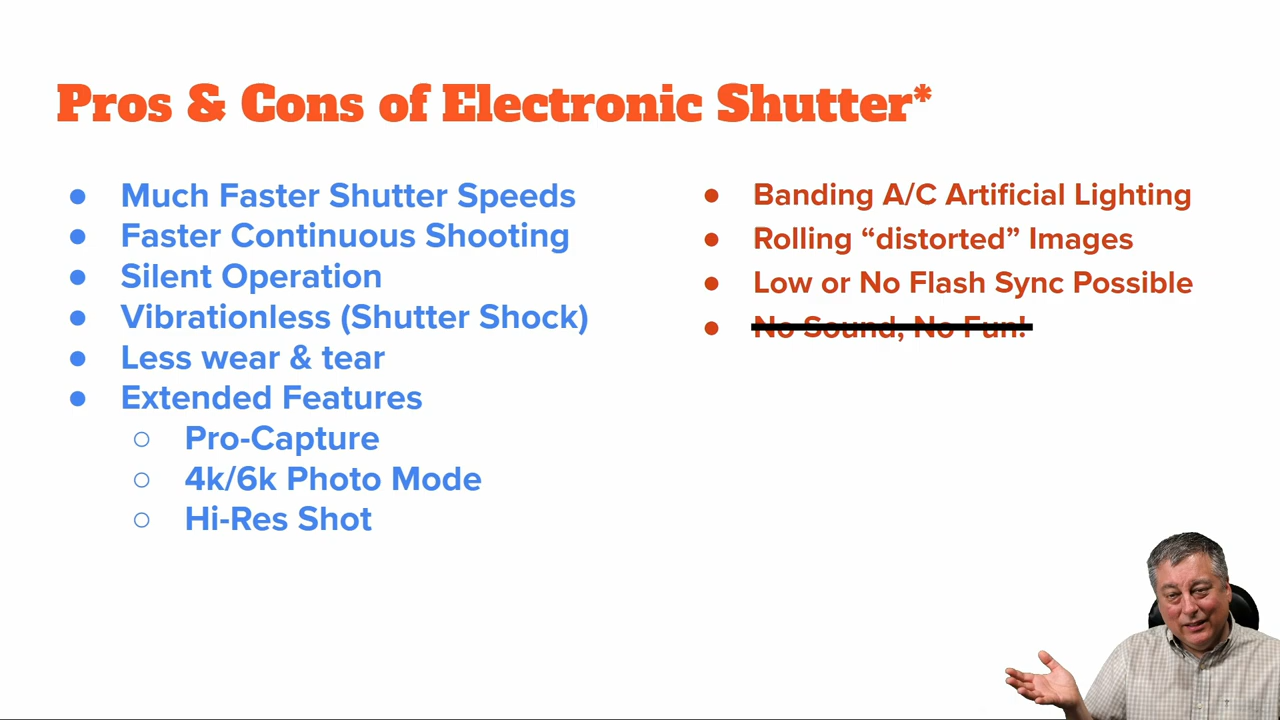 Pros & Cons of Electronic Shutter*
● Much Faster Shutter Speeds
● Faster Continuous Shooting
● Silent Operation
● Vibrationless (Shutter Shock)
● Less wear & tear
● Extended Features
○ Pro-Capture
○ 4k/6k Photo Mode
○ Hi-Res Shot
● Banding A/C Artificial Lighting
● Rolling “distorted” Images
● Low or No Flash Sync Possible
● No Sound, No Fun!